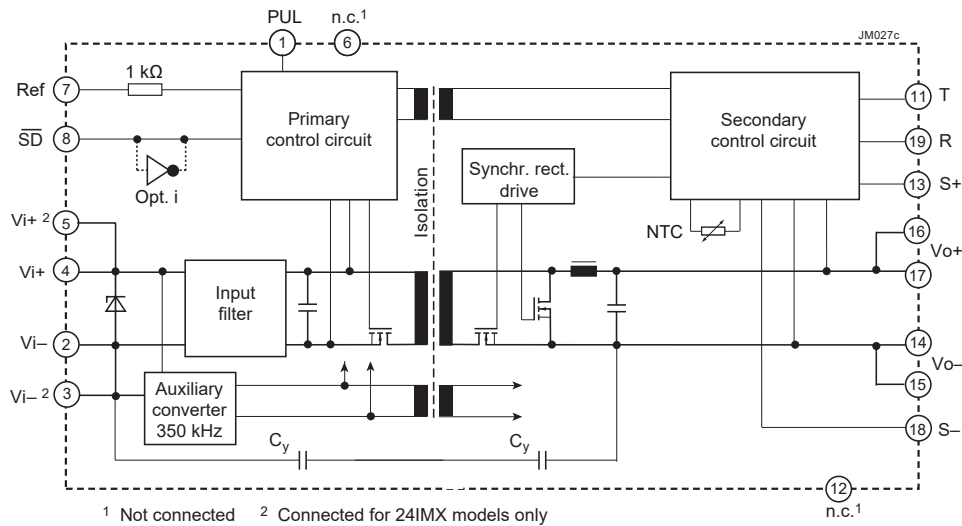 PUL
n.c.1
1
6
JM027c
Ref
7
1 kΩ
SD
8
Opt. i
Primary
control circuit
Isolation
Secondary
control circuit
11
T
19
R
13
S+
Synchr. rect.
drive
NTC
Vi+ 2
5
Vi+
4
16
Vo+
17
Input
filter
Vi–
2
14
Vo–
15
Vi– 2
3
Auxiliary
converter
350 kHz
18
S–
Cy
Cy
12
n.c.1
1 Not connected 2 Connected for 24IMX models only